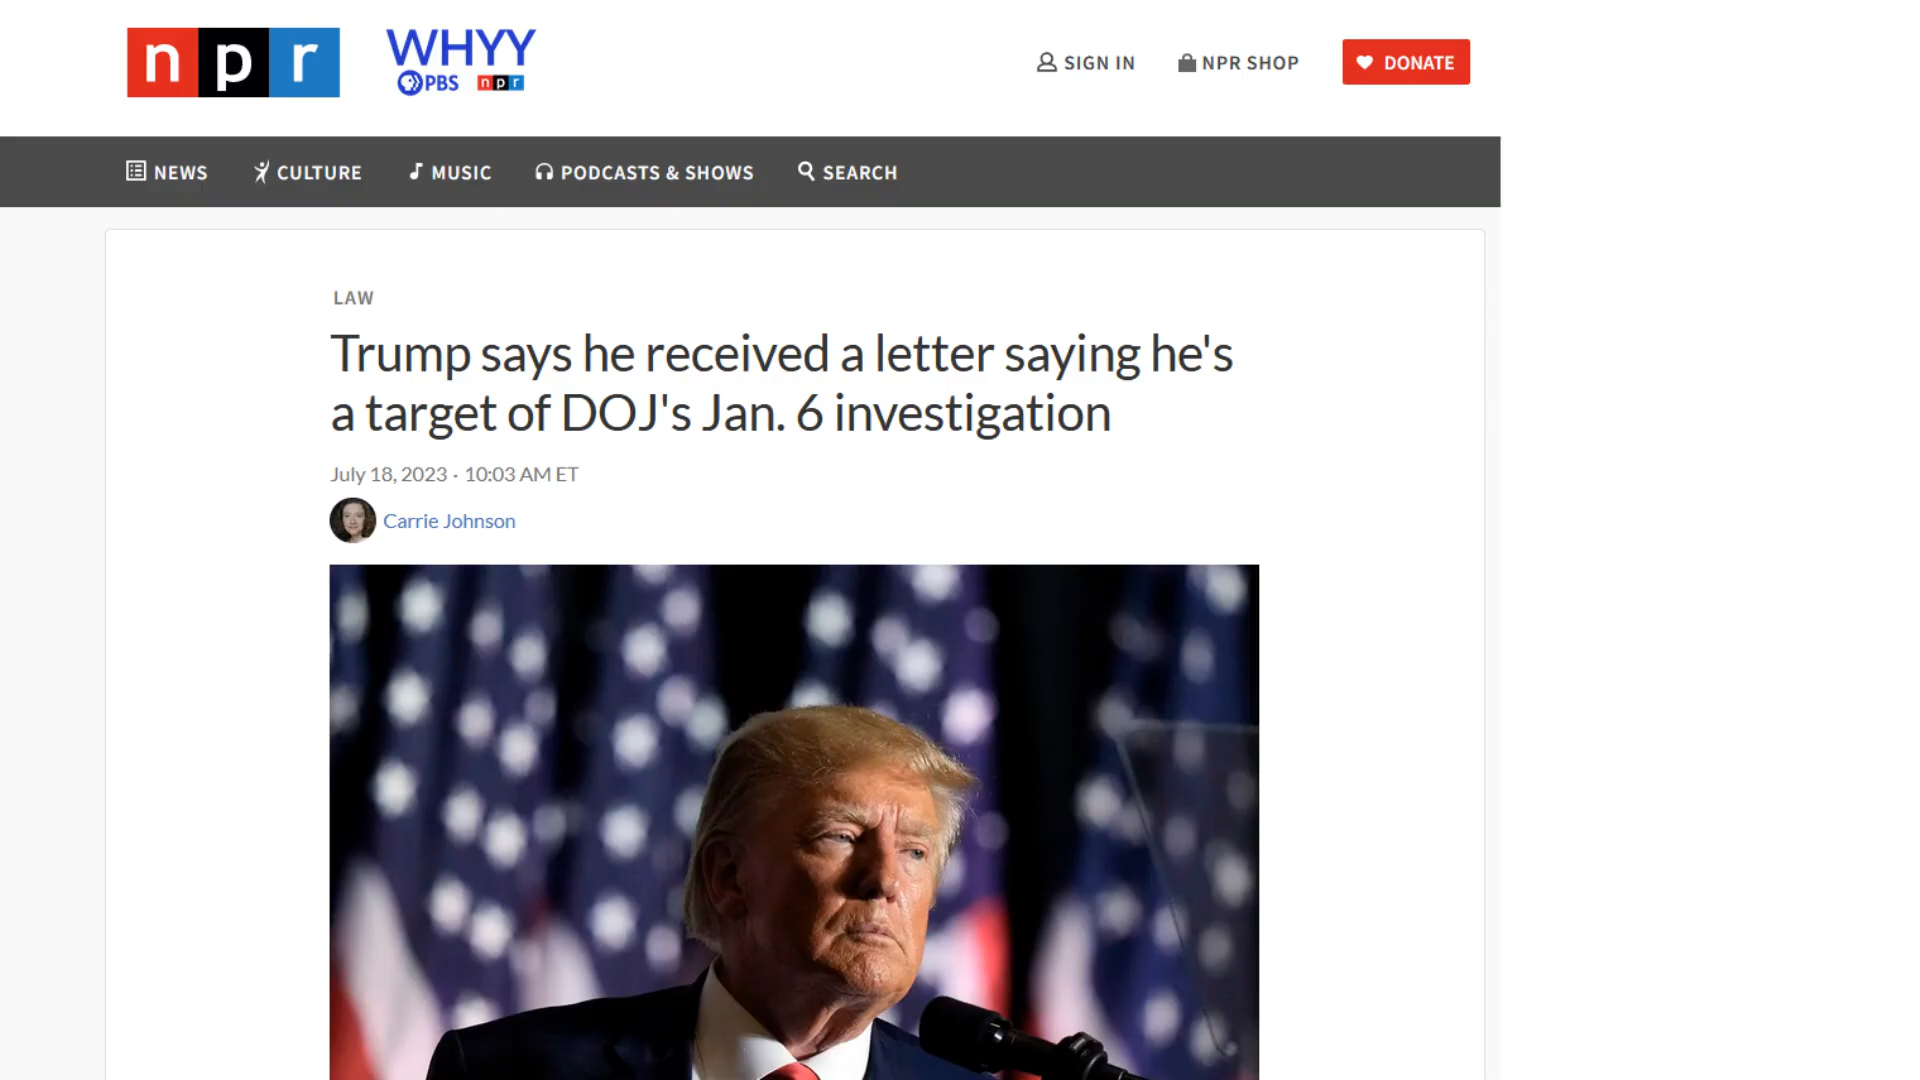 npr
WHYY
PBS npr
SIGN IN
NPR SHOP
DONATE
NEWS
CULTURE
MUSIC
PODCASTS & SHOWS
SEARCH
LAW
Trump says he received a letter saying he's
a target of DOJ's Jan. 6 investigation
July 18, 2023 · 10:03 AM ET
Carrie Johnson